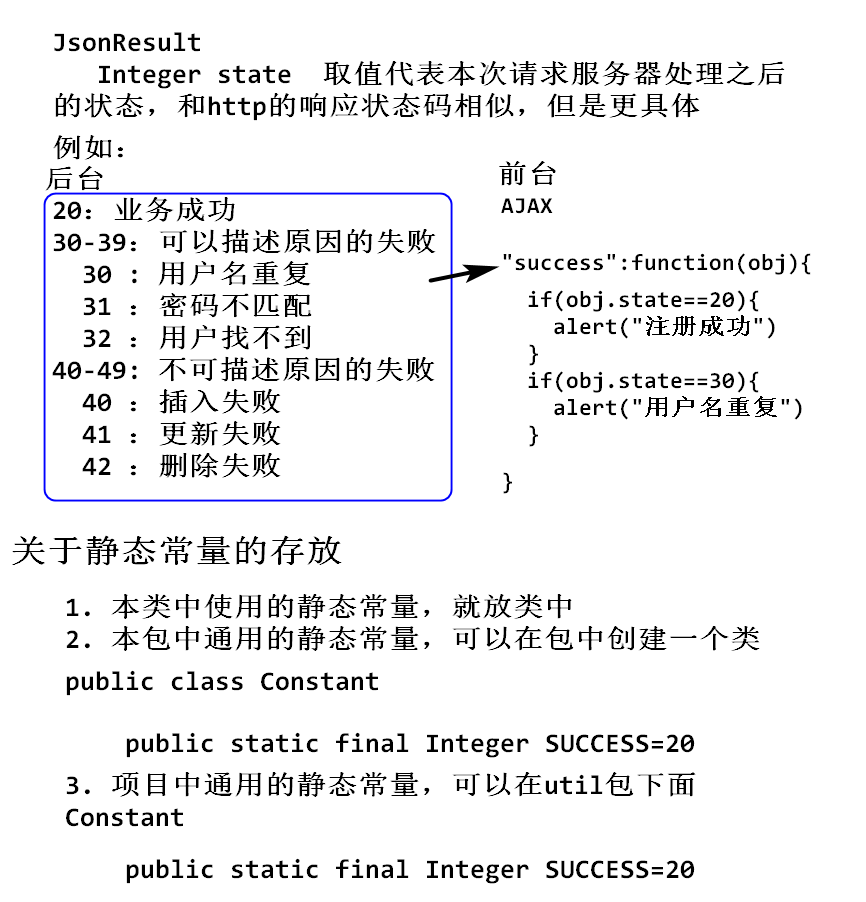 JsonResult
Integer state 取值代表本次请求服务器处理之后
的状态，和http的响应状态码相似，但是更具体
例如：
后台
20：业务成功
30-39：可以描述原因的失败
30 ：用户名重复
31 ：密码不匹配
32 ：用户找不到
40-49：不可描述原因的失败
40 ：插入失败
41 ：更新失败
42 ：删除失败
前台
AJAX
"success":function(obj){
if(obj.state==20){
alert("注册成功")
}
if(obj.state==30){
alert("用户名重复")
}
}
关于静态常量的存放
1. 本类中使用的静态常量，就放类中
2. 本包中通用的静态常量，可以在包中创建一个类
public class Constant
public static final Integer SUCCESS=20
3. 项目中通用的静态常量，可以在util包下面
Constant
public static final Integer SUCCESS=20